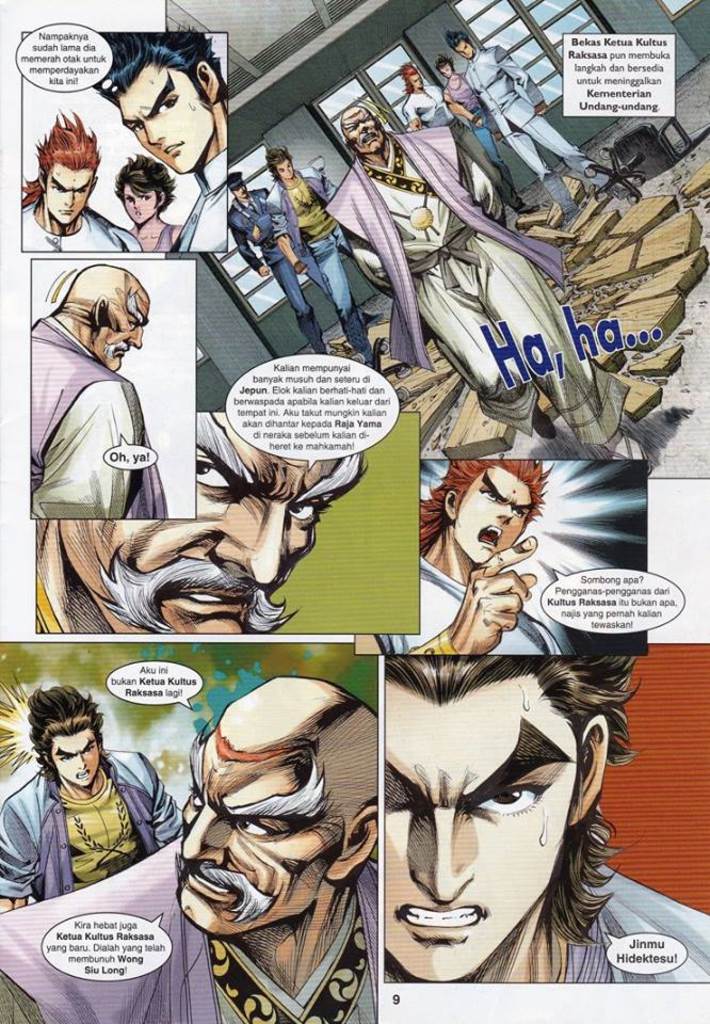 Nampaknya
sudah lama dia
memerah otak untuk
memperdayakan
kita ini!
Bekas Ketua Kultus
Raksasa pun membuka
langkah dan bersedia
untuk meninggalkan
Kementerian
Undang-undang.
Ha, ha...
Oh, ya!
Kalian mempunyai
banyak musuh dan seteru di
Jepun. Elok kalian berhati-hati dan
berwaspada apabila kalian keluar dari
tempat ini. Aku takut mungkin kalian
akan dihantar kepada Raja Yama
di neraka sebelum kalian di-
heret ke mahkamah!
Sombong apa?
Pengganas-pengganas dari
Kultus Raksasa itu bukan apa,
najis yang pernah kalian
tewaskan!
Aku ini
bukan Ketua Kultus
Raksasa lagi!
Kira hebat juga
Ketua Kultus Raksasa
yang baru. Dialah yang telah
membunuh Wong
Siu Long!
Jinmu
Hidektesu!
9